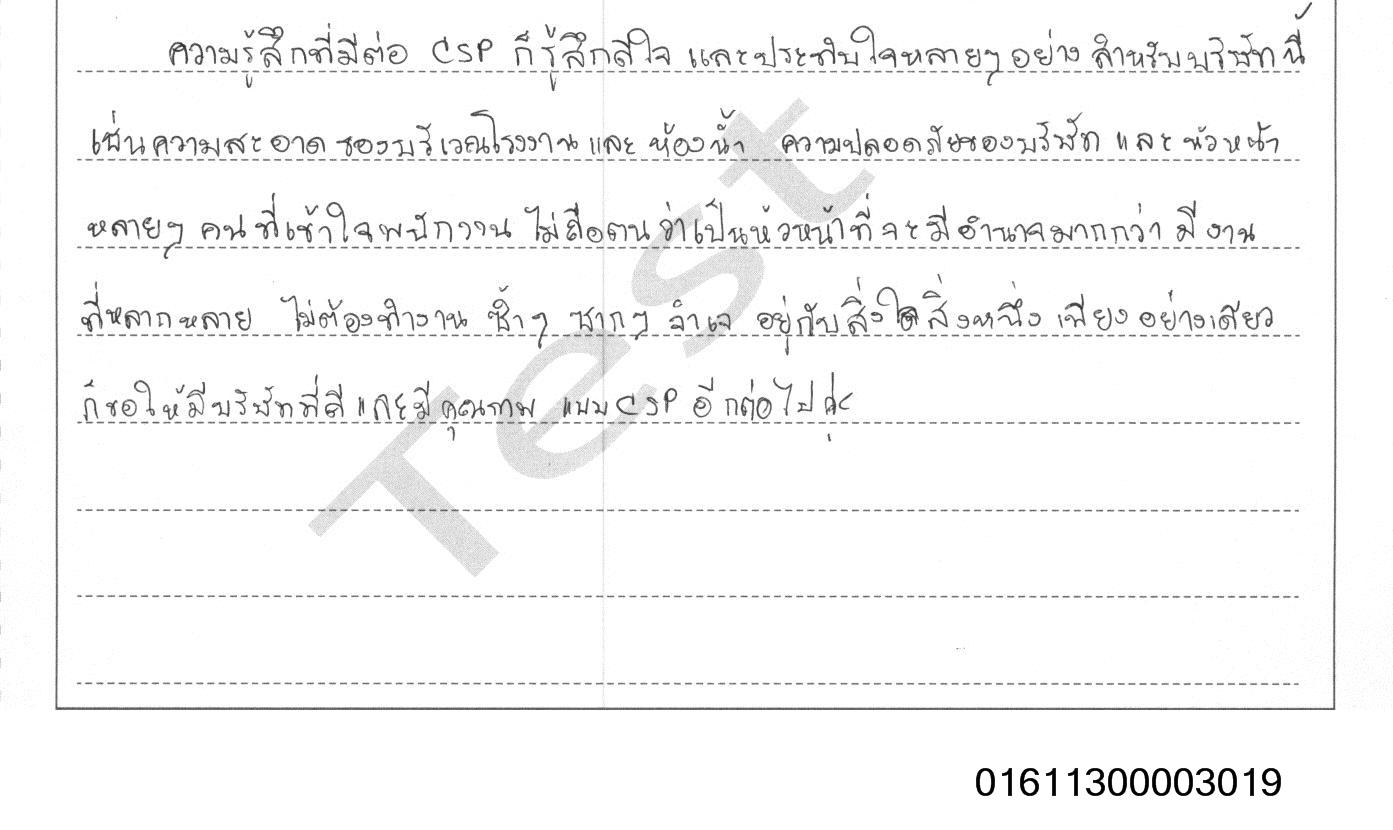 ความรู้สึกที่มีต่อ CSP ก็รู้สึกดีใจ และประทับใจหลายๆ อย่าง สำหรับบริษัทนี้
เช่นความสะอาดของบริเวณโรงงาน และ ห้องน้ำ ความปลอดภัยของบริษัท และ หัวหน้า
หลายๆ คน ที่เข้าใจพนักงาน ไม่ถือตนว่าเป็นหัวหน้าที่จะมีอำนาจมากกว่า มีงาน
ที่หลากหลาย ไม่ต้องทำงาน ซ้ำๆ ซากๆ จำเจ อยู่กับสิ่งใดสิ่งหนึ่ง เพียงอย่างเดียว
ก็ขอให้มีบริษัทที่ดี และมีคุณภาพ แบบ CSP อีกต่อไปค่ะ
Test
01611300003019